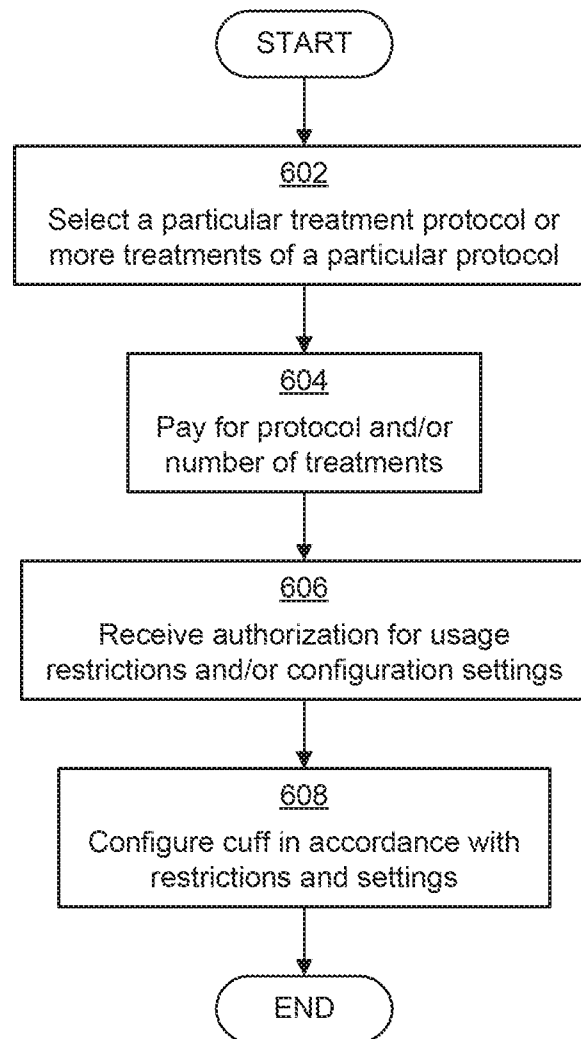 START
602
Select a particular treatment protocol or
more treatments of a particular protocol
604
Pay for protocol and/or
number of treatments
606
Receive authorization for usage
restrictions and/or configuration settings
608
Configure cuff in accordance with
restrictions and settings
END